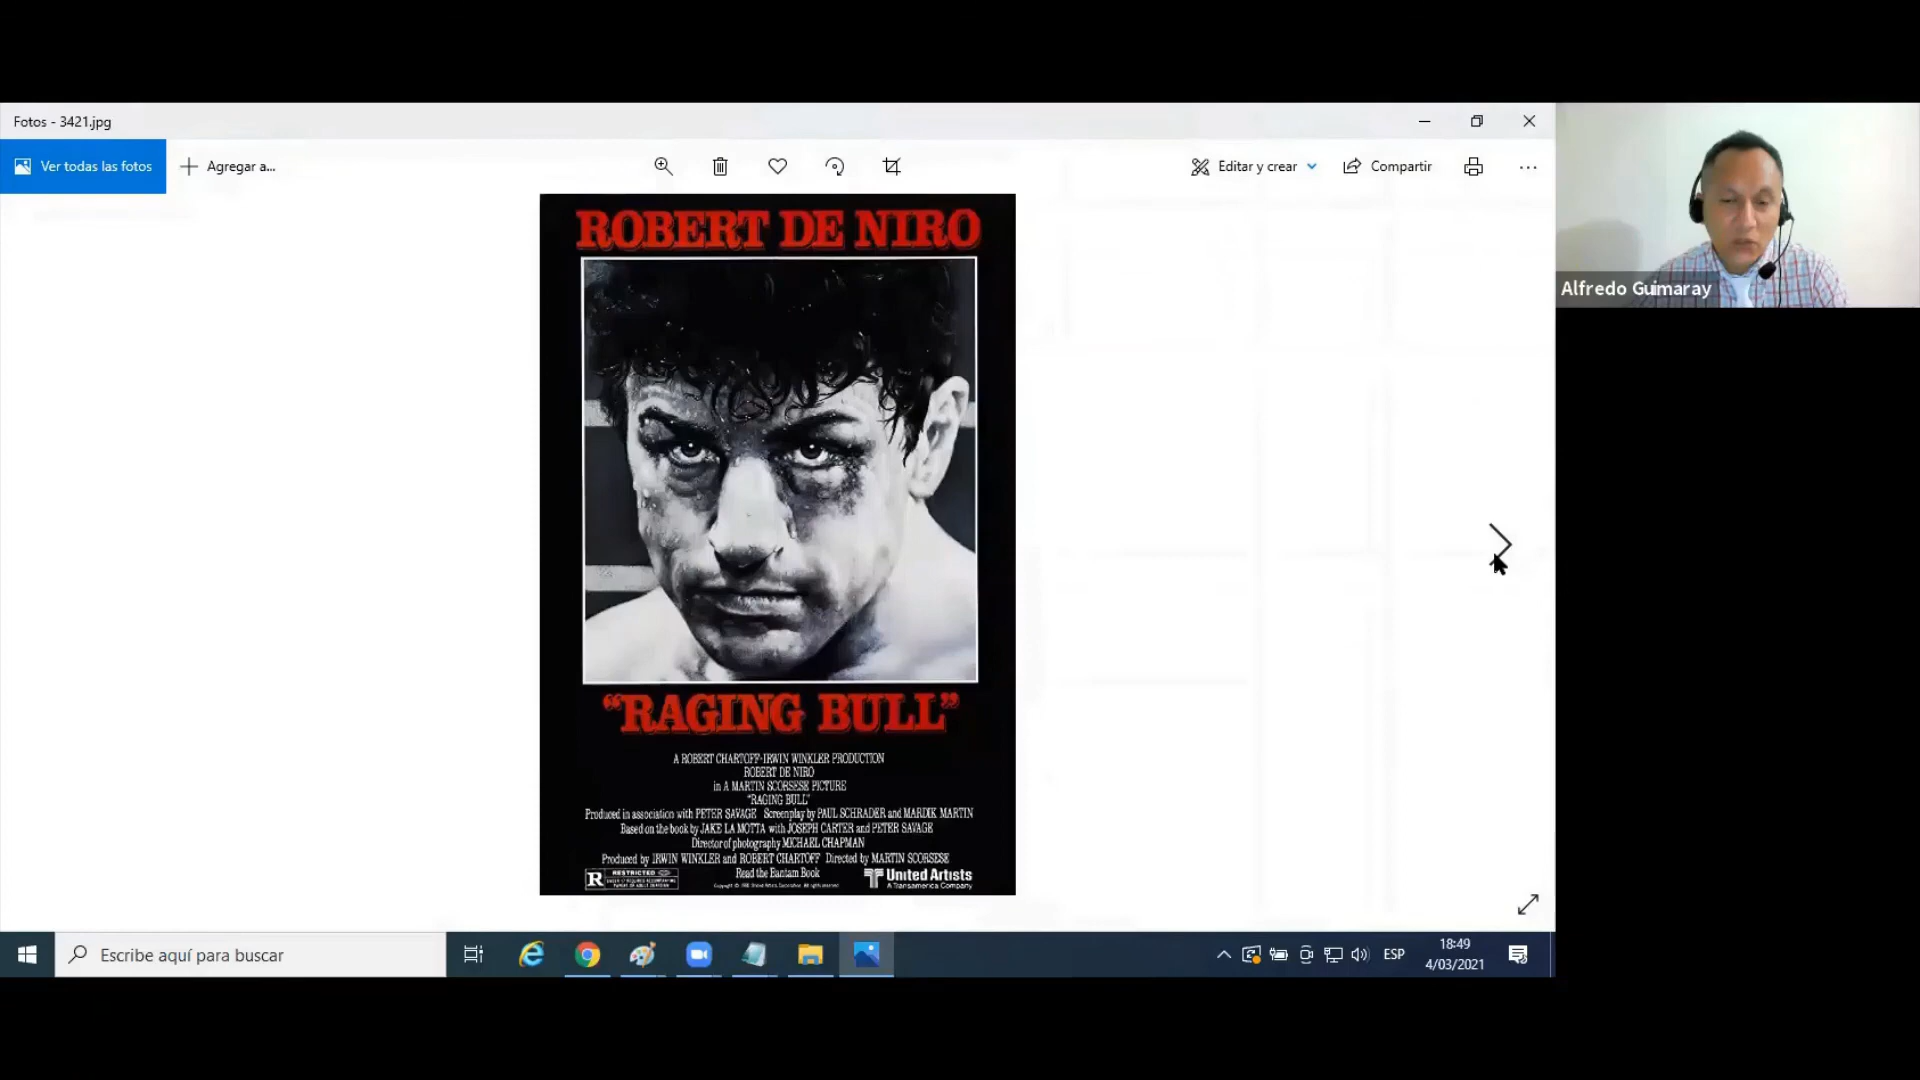 Fotos - 3421.jpg
Ver todas las fotos
Agregar a...
Editar y crear
Compartir
ROBERT DE NIRO
"RAGING BULL"
A ROBERT CHARTOFF-IRWIN WINKLER PRODUCTION
ROBERT DE NIRO
in A MARTIN SCORSESE PICTURE
"RAGING BULL"
Produced in association with PETER SAVAGE Screenplay by PAUL SCHRADER and MARDIK MARTIN
Based on the book by JAKE LA MOTTA with JOSEPH CARTER and PETER SAVAGE
Director of photography MICHAEL CHAPMAN
Produced by IRWIN WINKLER and ROBERT CHARTOFF Directed by MARTIN SCORSESE
R RESTRICTED
Read the Bantam Book
United Artists
A Transamerica Company
Alfredo Guimaray
Escribe aquí para buscar
ESP
18:49
4/03/2021